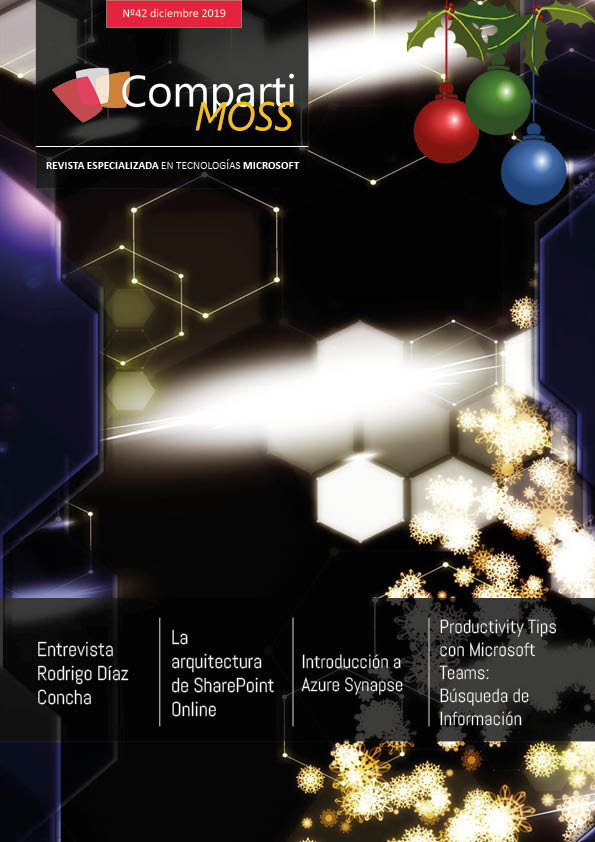 Nº42 diciembre 2019
Comparti
MOSS
REVISTA ESPECIALIZADA EN TECNOLOGÍAS MICROSOFT
Entrevista
Rodrigo Díaz
Concha
La
arquitectura
de SharePoint
Online
Introducción a
Azure Synapse
Productivity Tips
con Microsoft
Teams:
Búsqueda de
Información